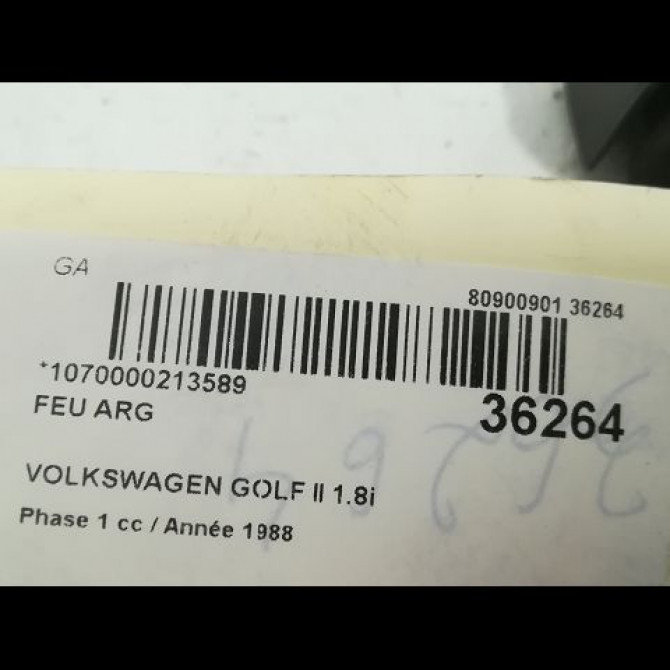 GA
80900901 36264
*1070000213589
36264
FEU ARG
VOLKSWAGEN GOLF II 1.8i
Phase 1 cc / Année 1988